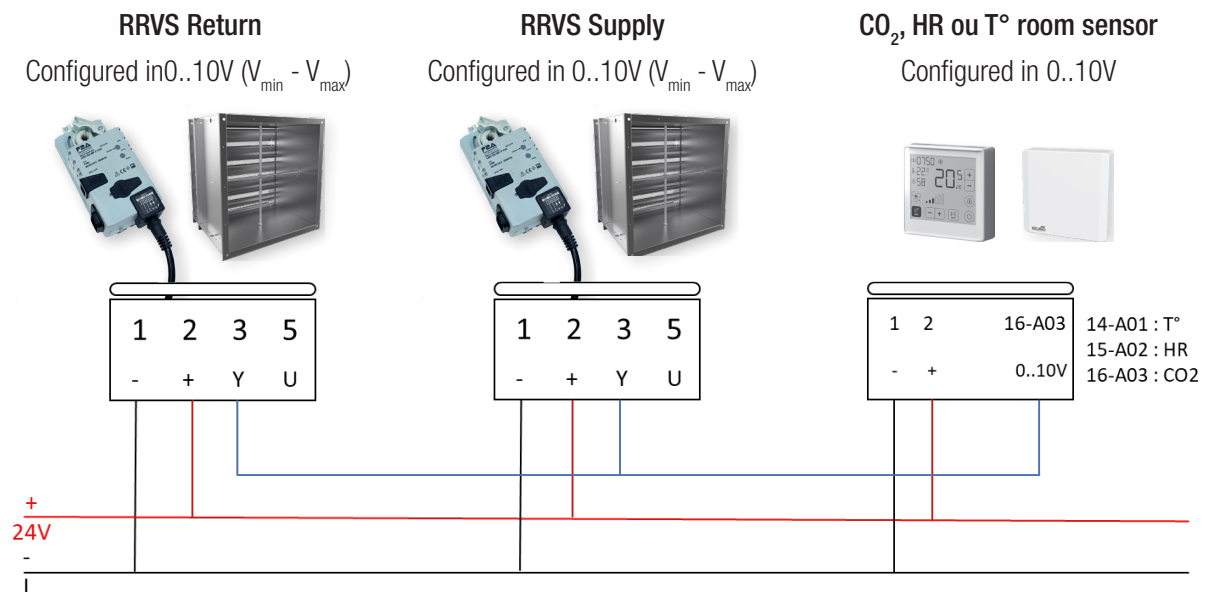 RRVS Return
Configured in0..10V (Vmin - Vmax)
RRVS Supply
Configured in 0..10V (Vmin - Vmax)
CO2, HR ou T° room sensor
Configured in 0..10V
1 2 3 5
- + Y U
1 2 3 5
- + Y U
1 2 16-A03
- + 0..10V
14-A01 : T°
15-A02 : HR
16-A03 : CO2
+
24V
-